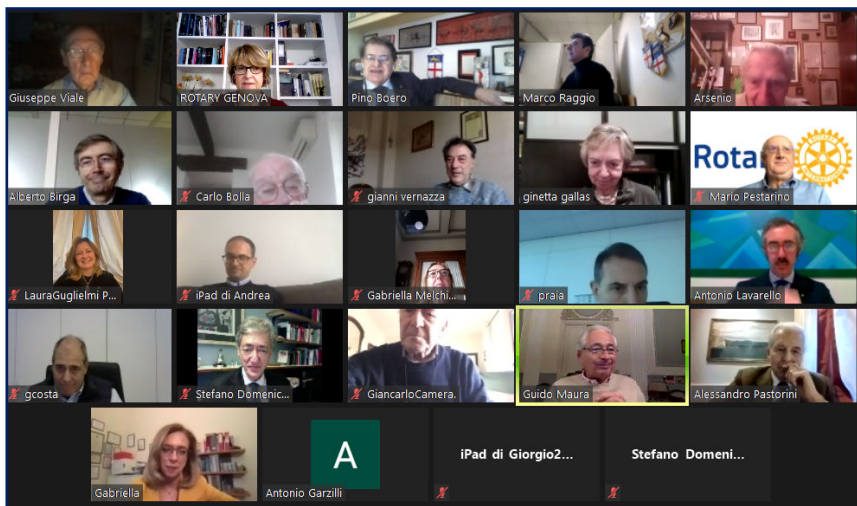 Giuseppe Viale
ROTARY GENOVA
Pino Boero
Marco Raggio
Arsenio
Alberto Birga
Carlo Bolla
gianni vernazza
ginetta gallas
Rota
Mario Pestarino
LauraGuglielmi P...
iPad di Andrea
Gabriella Melchi...
praia
Antonio Lavarello
gcosta
Stefano Domenic...
GiancarloCamera.
Guido Maura
Alessandro Pastorini
Gabriella
A
Antonio Garzilli
iPad di Giorgio2...
Stefano Domeni...